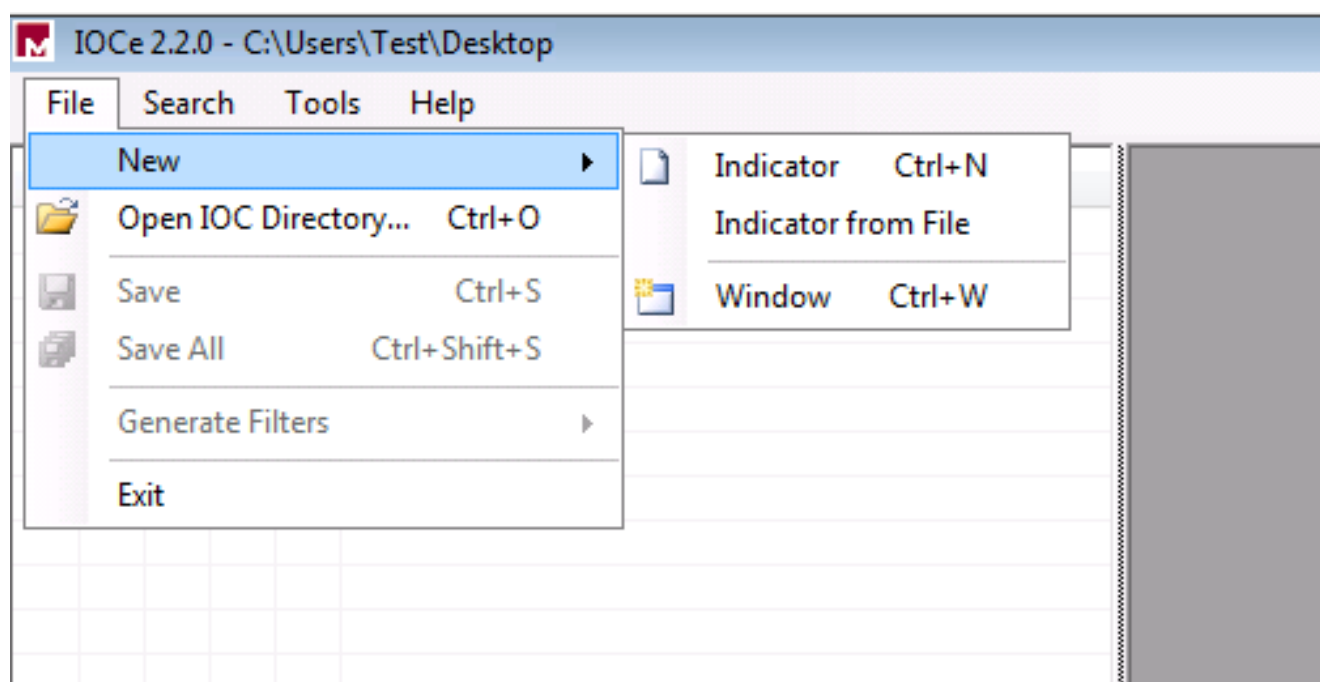 IOCe 2.2.0 - C:\Users\Test\Desktop
File Search Tools Help
New
Open IOC Directory... Ctrl+O
Save Ctrl+S
Save All Ctrl+Shift+S
Generate Filters
Exit
Indicator Ctrl+N
Indicator from File
Window Ctrl+W